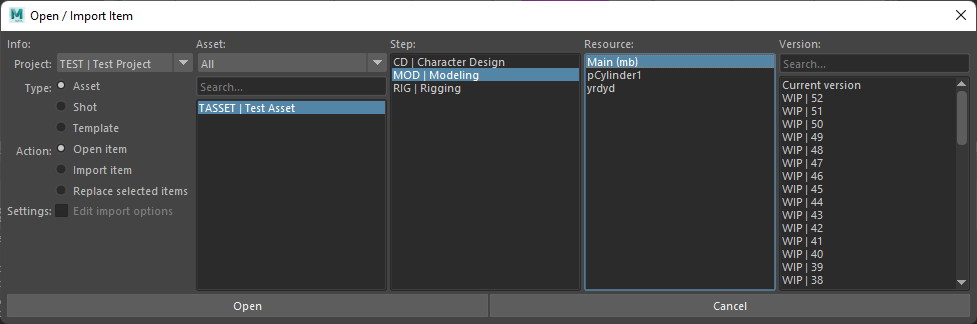 Open / Import Item
Info:
Project: TEST | Test Project
Type: Asset
Shot
Template
Action: Open item
Import item
Replace selected items
Settings: Edit import options
Asset:
All
Search...
TASSET | Test Asset
Step:
CD | Character Design
MOD | Modeling
RIG | Rigging
Resource:
Main (mb)
pCylinder1
yrdyd
Version:
Search...
Current version
WIP | 52
WIP | 51
WIP | 50
WIP | 49
WIP | 48
WIP | 47
WIP | 46
WIP | 45
WIP | 44
WIP | 43
WIP | 42
WIP | 41
WIP | 40
WIP | 39
WIP | 38
Open
Cancel